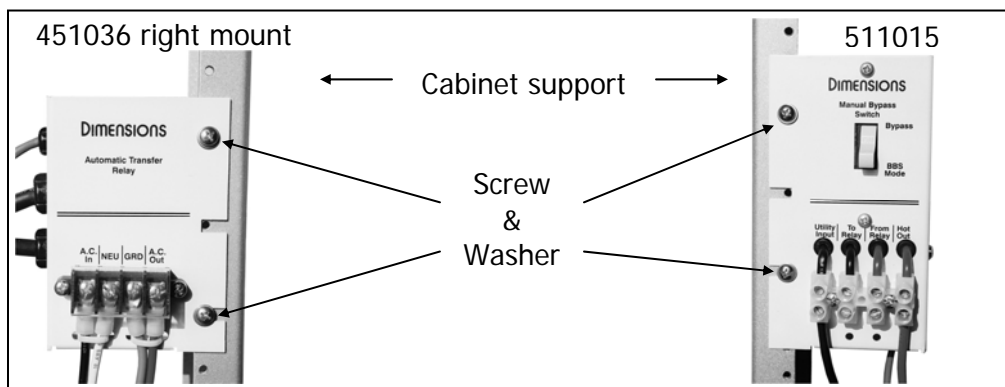 451036 right mount
511015
Cabinet support
DIMENSIONS
Automatic Transfer
Relay
A.C.
In
NEU
GRD
A.C.
Out
Screw
&
Washer
DIMENSIONS
Manual Bypass
Switch
Bypass
BBS
Mode
Utility
Input
To
Relay
From
Relay
Hot
Out